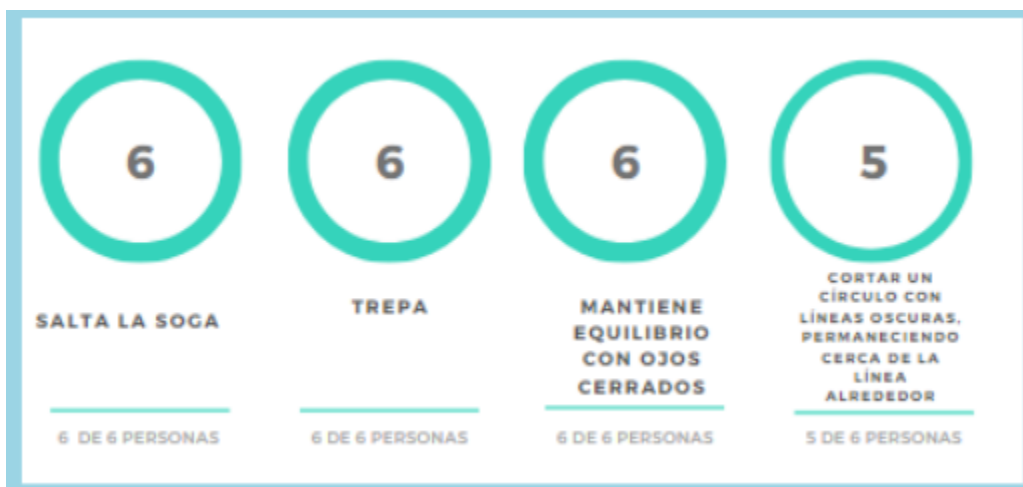 6
6
6
5
SALTA LA SOGA
TREPA
MANTIENE
EQUILIBRIO
CON OJOS
CERRADOS
CORTAR UN
CÍRCULO CON
LÍNEAS OSCURAS,
PERMANECIENDO
CERCA DE LA
LÍNEA
ALREDEDOR
6 DE 6 PERSONAS
6 DE 6 PERSONAS
6 DE 6 PERSONAS
5 DE 6 PERSONAS